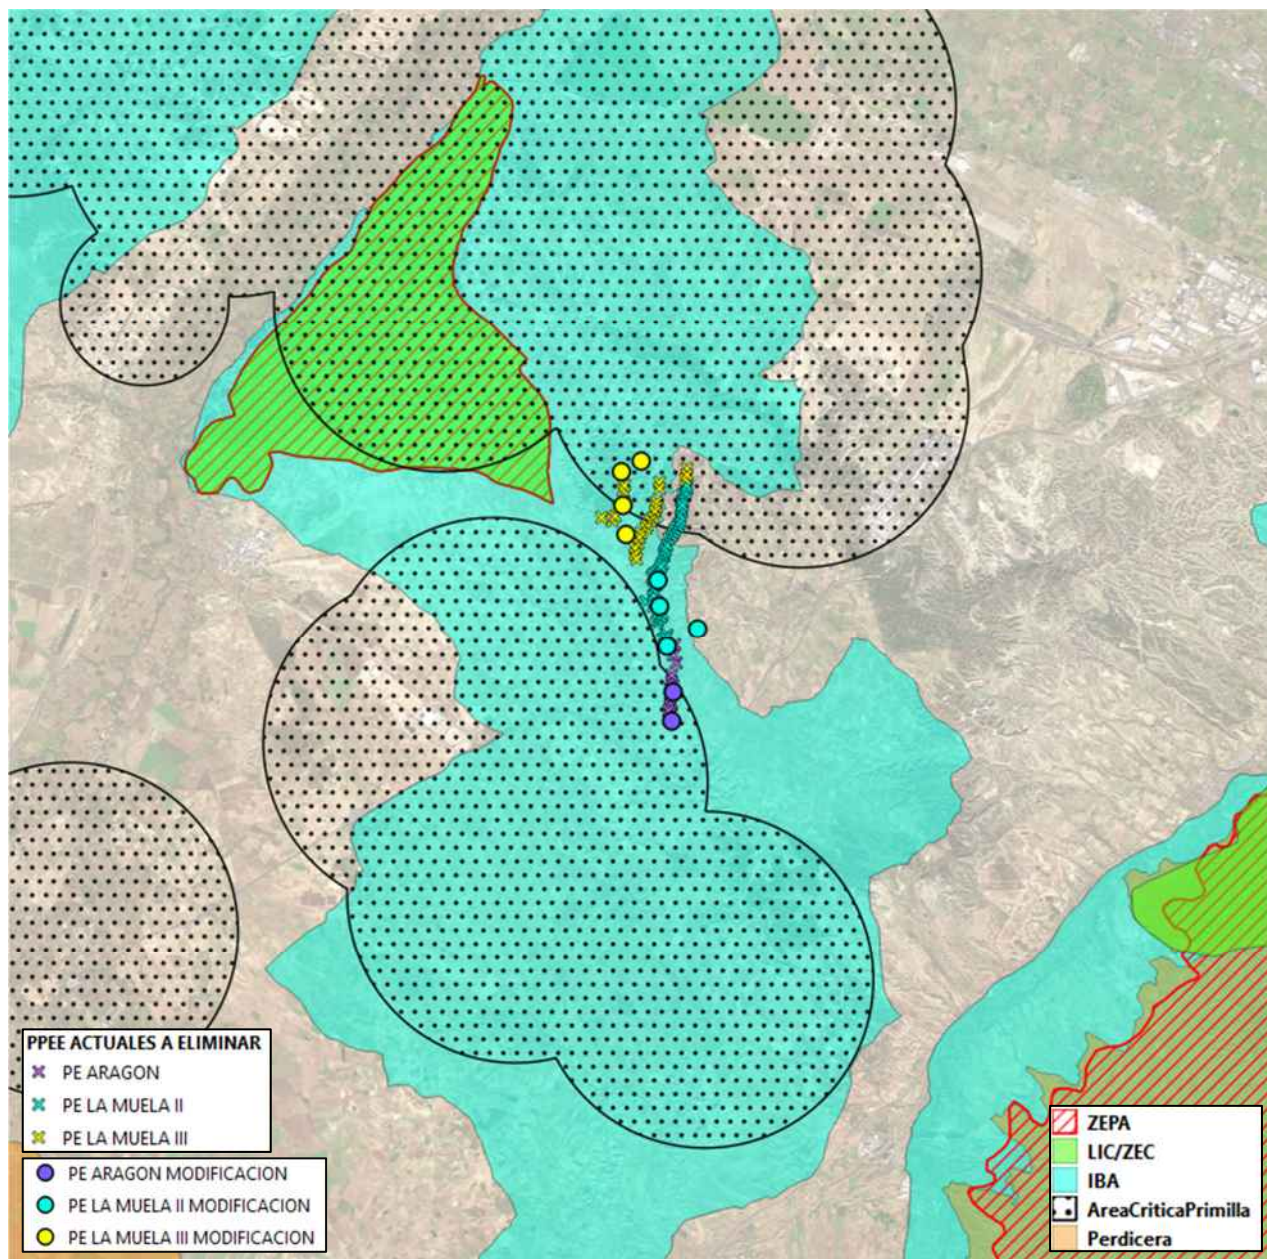 PPEE ACTUALES A ELIMINAR
PE ARAGON
PE LA MUELA II
PE LA MUELA III
PE ARAGON MODIFICACION
PE LA MUELA II MODIFICACION
PE LA MUELA III MODIFICACION
ZEPA
LIC/ZEC
IBA
AreaCriticaPrimilla
Perdicera